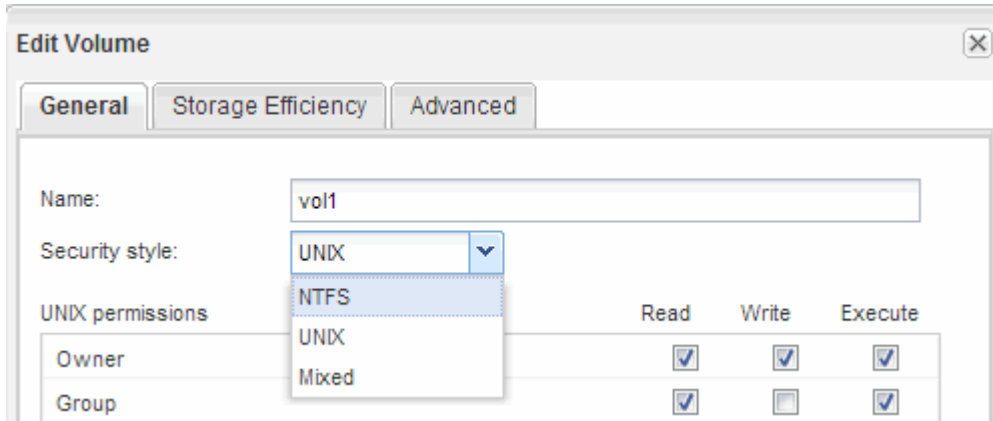 Edit Volume
General Storage Efficiency Advanced
Name: vol1
Security style: UNIX
NTFS
UNIX
Mixed
UNIX permissions Read Write Execute
Owner
Group